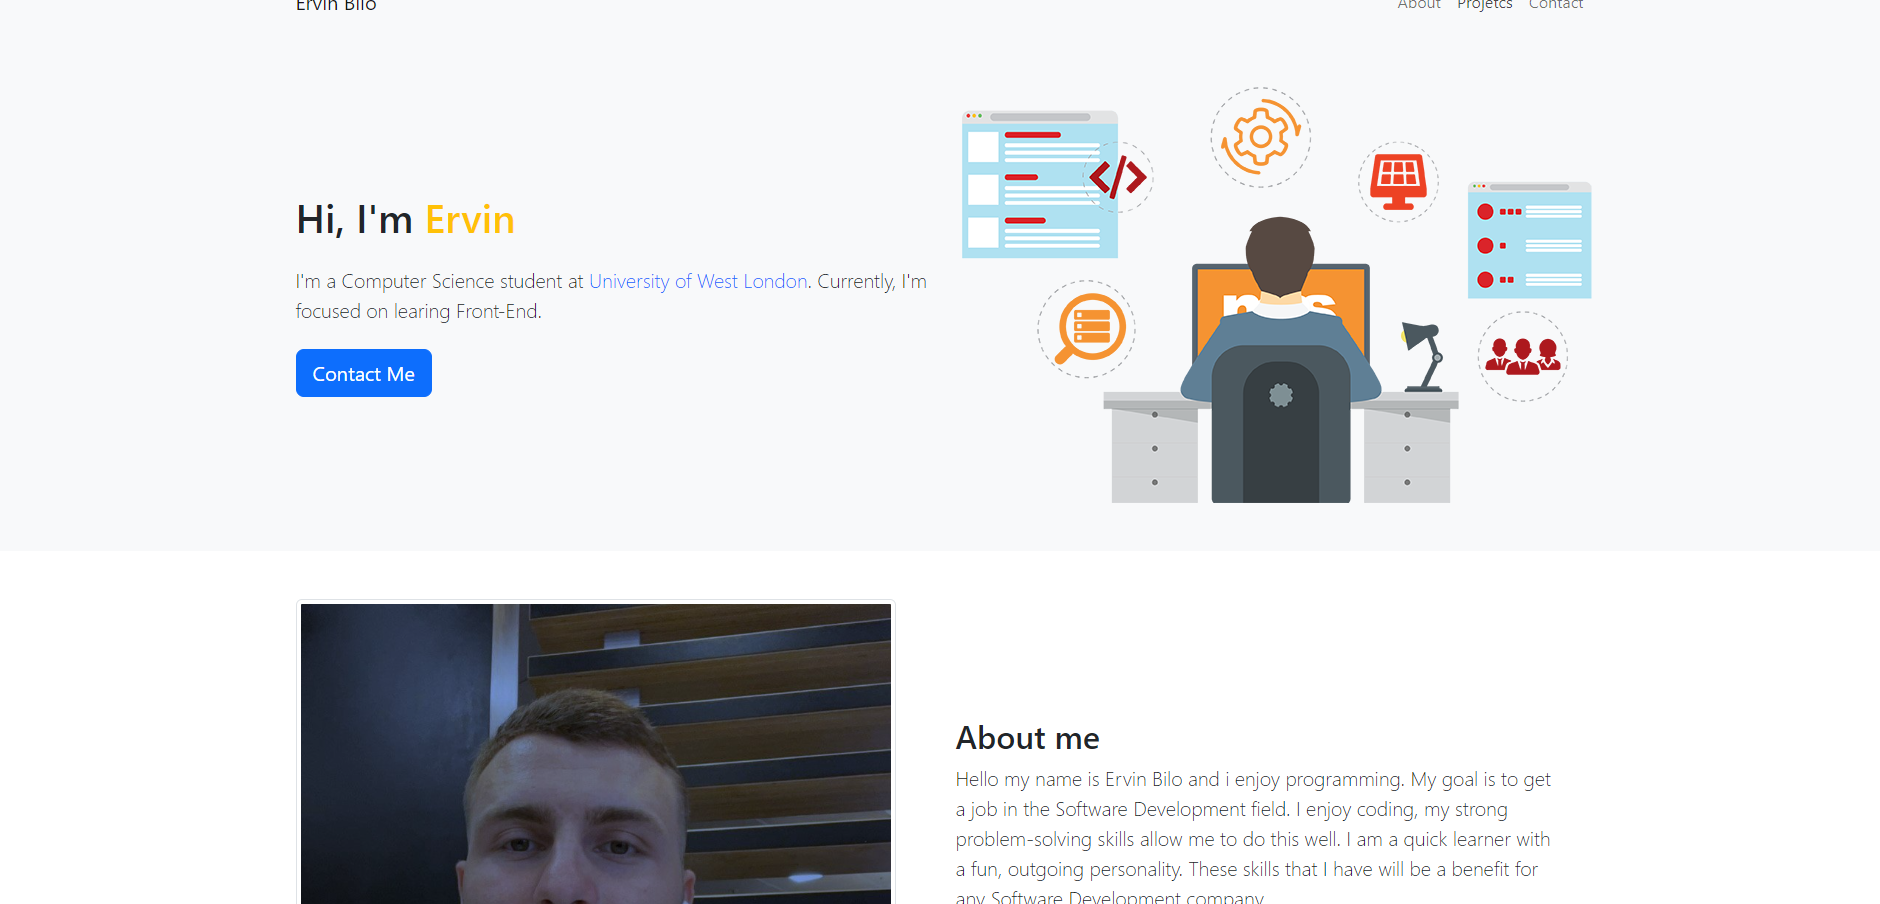 Ervin Bilo
About Projetcs Contact
Hi, I'm Ervin
I'm a Computer Science student at University of West London. Currently, I'm
focused on learing Front-End.
Contact Me
About me
Hello my name is Ervin Bilo and i enjoy programming. My goal is to get
a job in the Software Development field. I enjoy coding, my strong
problem-solving skills allow me to do this well. I am a quick learner with
a fun, outgoing personality. These skills that I have will be a benefit for
any Software Development company.